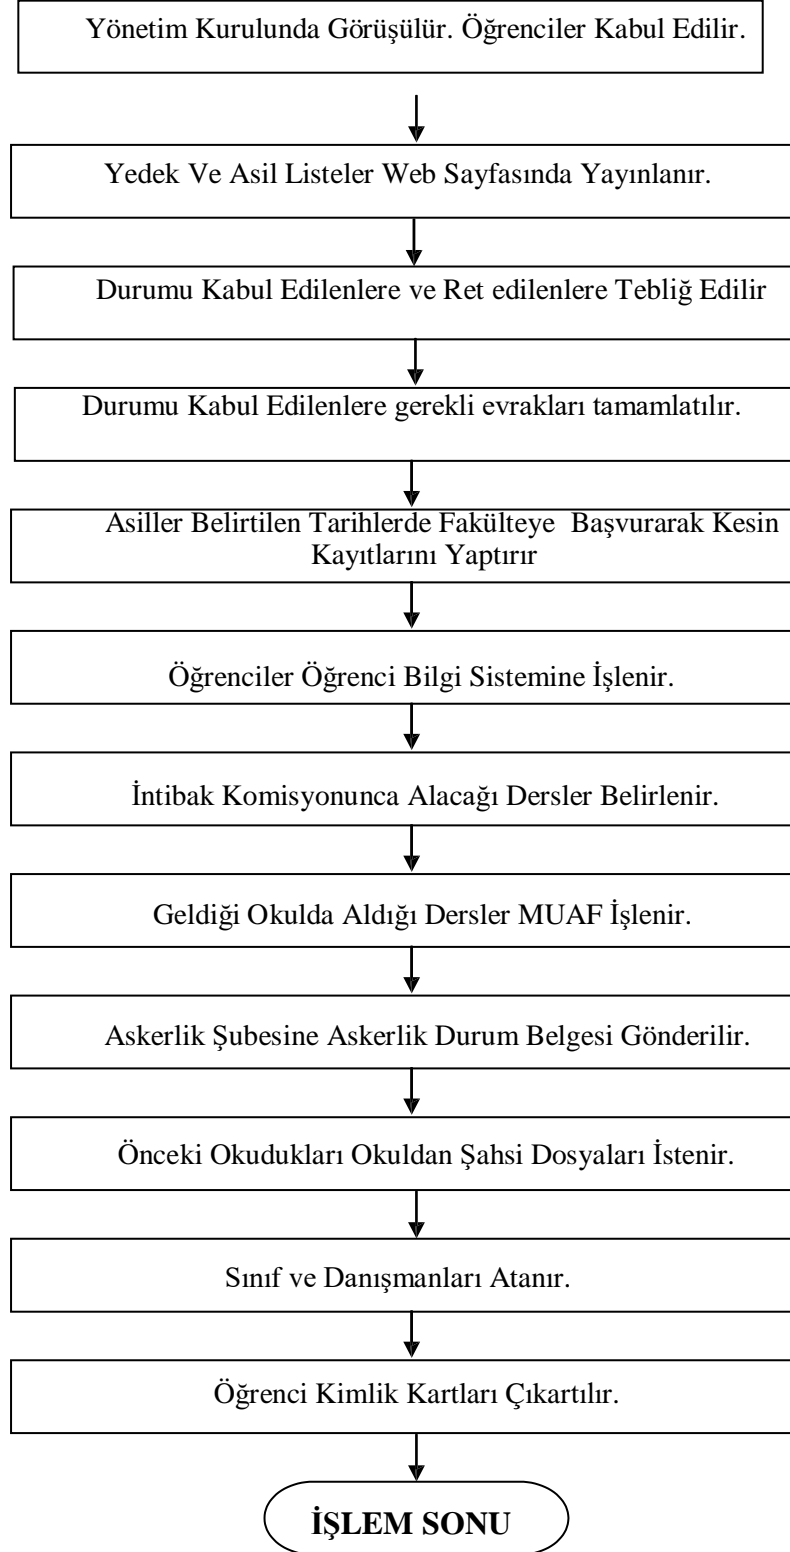 Yönetim Kurulunda Görüşülür. Öğrenciler Kabul Edilir.
Yedek Ve Asil Listeler Web Sayfasında Yayınlanır.
Durumu Kabul Edilenlere ve Ret edilenlere Tebliğ Edilir
Durumu Kabul Edilenlere gerekli evrakları tamamlatılır.
Asiller Belirtilen Tarihlerde Fakülteye Başvurarak Kesin
Kayıtlarını Yaptırır
Öğrenciler Öğrenci Bilgi Sistemine İşlenir.
İntibak Komisyonunca Alacağı Dersler Belirlenir.
Geldiği Okulda Aldığı Dersler MUAF İşlenir.
Askerlik Şubesine Askerlik Durum Belgesi Gönderilir.
Önceki Okudukları Okuldan Şahsi Dosyaları İstenir.
Sınıf ve Danışmanları Atanır.
Öğrenci Kimlik Kartları Çıkartılır.
İŞLEM SONU